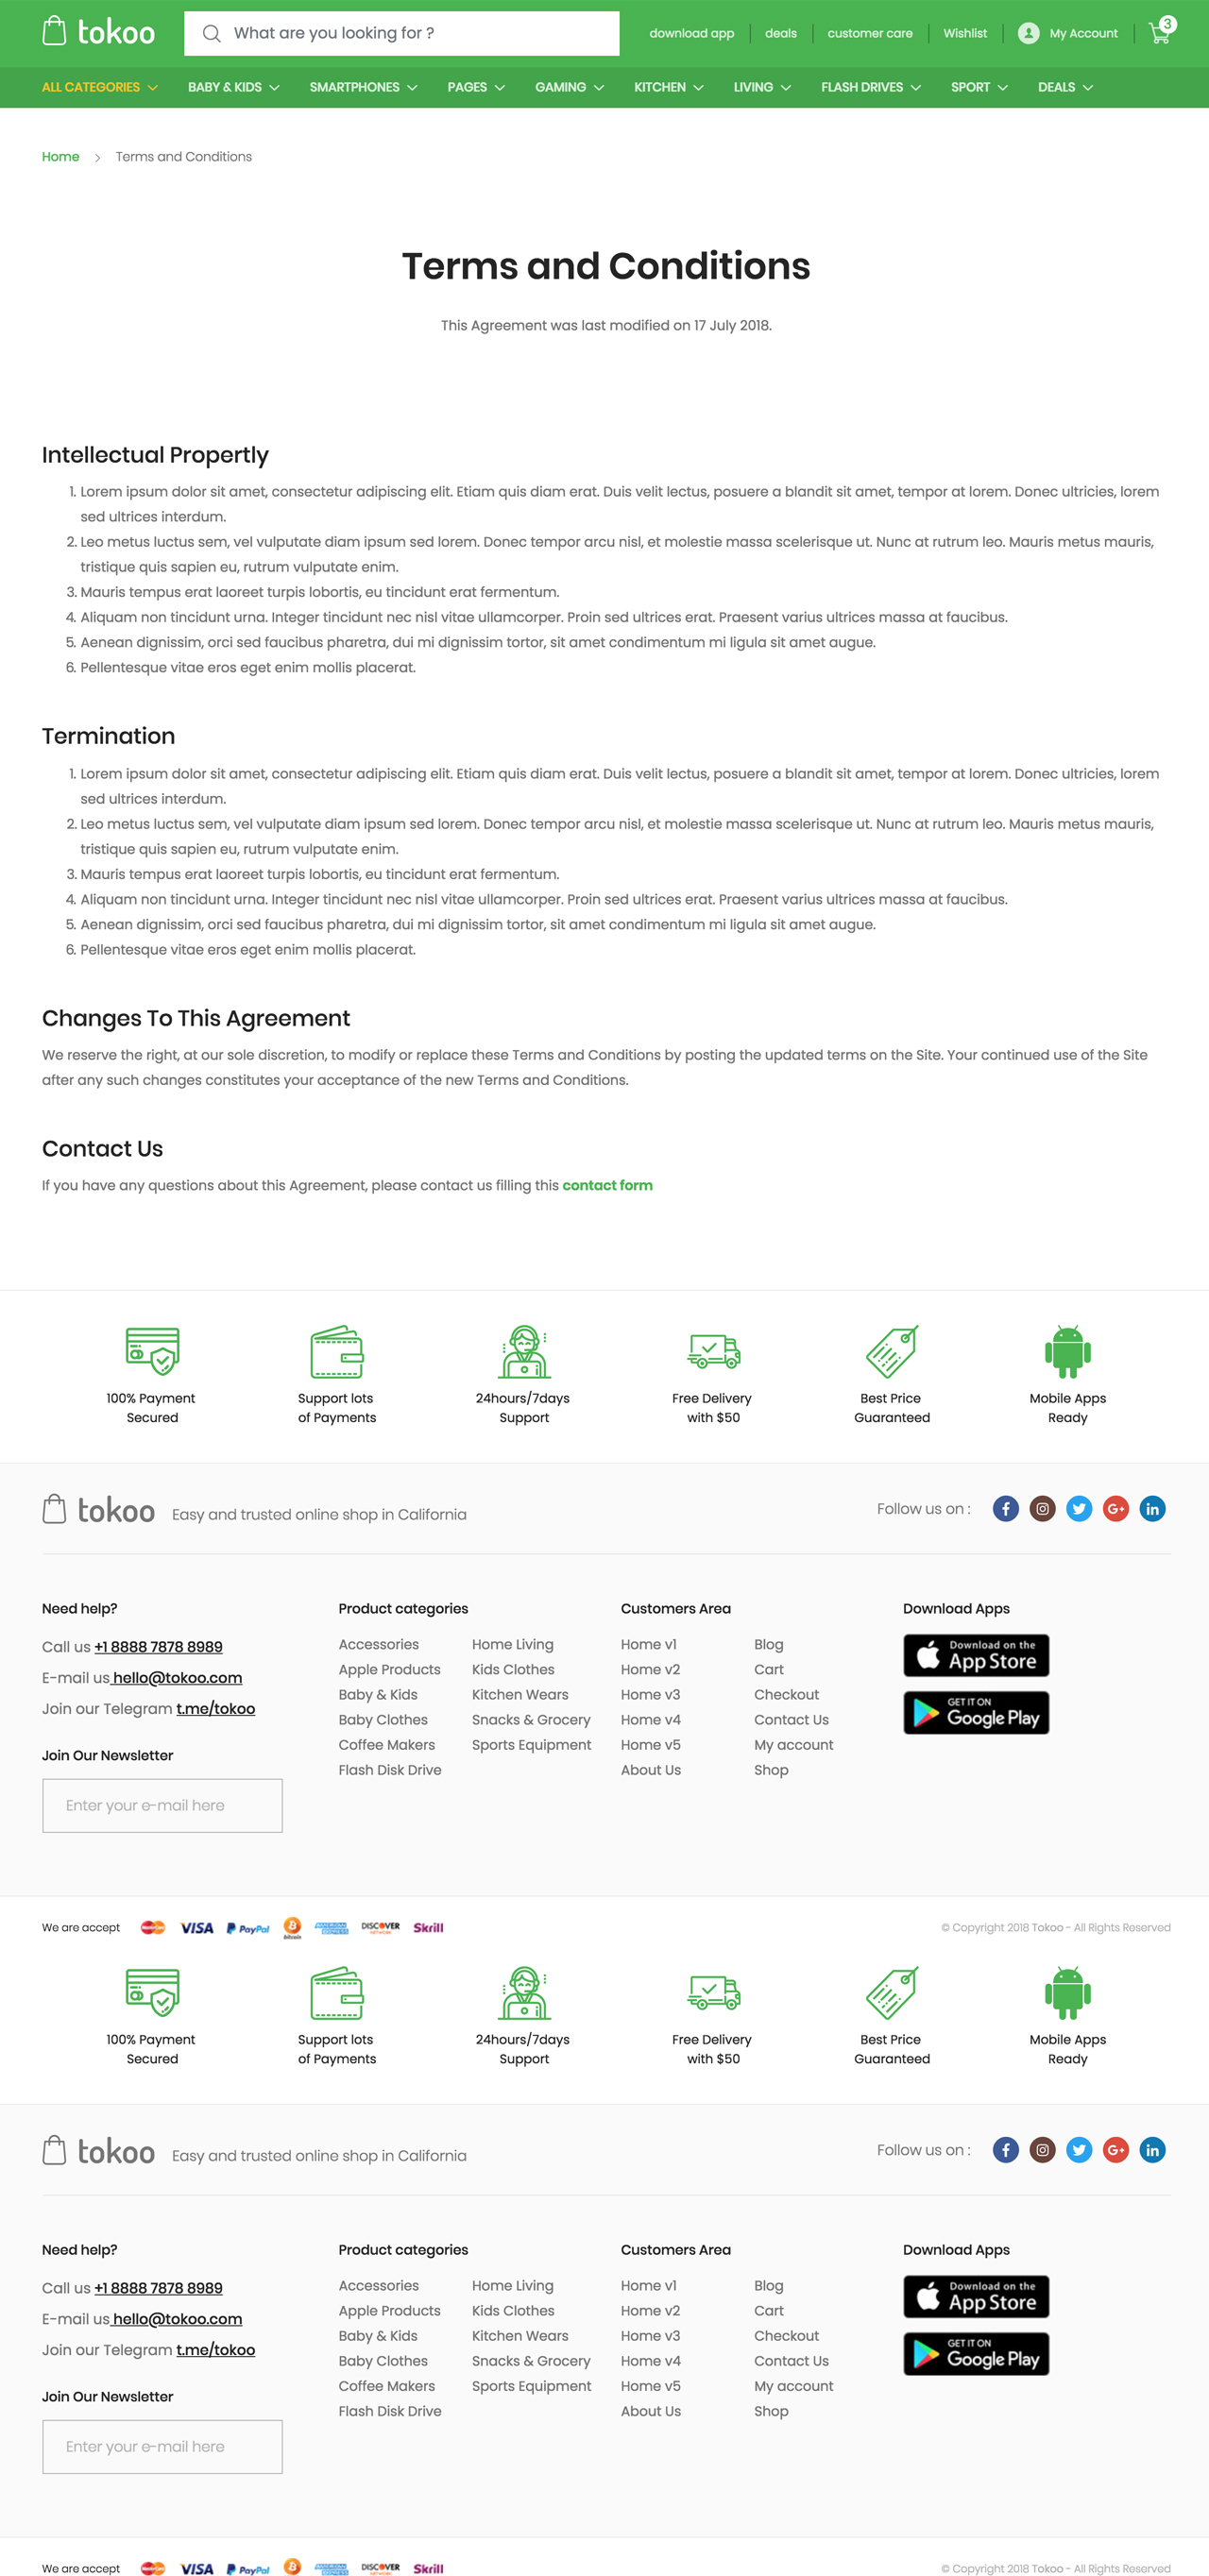 tokoo
What are you looking for ?
download app
deals
customer care
Wishlist
My Account
3
ALL CATEGORIES
BABY & KIDS
SMARTPHONES
PAGES
GAMING
KITCHEN
LIVING
FLASH DRIVES
SPORT
DEALS
Home
Terms and Conditions
Terms and Conditions
This Agreement was last modified on 17 July 2018.
Intellectual Propertly
1. Lorem ipsum dolor sit amet, consectetur adipiscing elit. Etiam quis diam erat. Duis velit lectus, posuere a blandit sit amet, tempor at lorem. Donec ultricies, lorem
sed ultrices interdum.
2. Leo metus luctus sem, vel vulputate diam ipsum sed lorem. Donec tempor arcu nisl, et molestie massa scelerisque ut. Nunc at rutrum leo. Mauris metus mauris,
tristique quis sapien eu, rutrum vulputate enim.
3. Mauris tempus erat laoreet turpis lobortis, eu tincidunt erat fermentum.
4. Aliquam non tincidunt urna. Integer tincidunt nec nisl vitae ullamcorper. Proin sed ultrices erat. Praesent varius ultrices massa at faucibus.
5. Aenean dignissim, orci sed faucibus pharetra, dui mi dignissim tortor, sit amet condimentum mi ligula sit amet augue.
6. Pellentesque vitae eros eget enim mollis placerat.
Termination
1. Lorem ipsum dolor sit amet, consectetur adipiscing elit. Etiam quis diam erat. Duis velit lectus, posuere a blandit sit amet, tempor at lorem. Donec ultricies, lorem
sed ultrices interdum.
2. Leo metus luctus sem, vel vulputate diam ipsum sed lorem. Donec tempor arcu nisl, et molestie massa scelerisque ut. Nunc at rutrum leo. Mauris metus mauris,
tristique quis sapien eu, rutrum vulputate enim.
3. Mauris tempus erat laoreet turpis lobortis, eu tincidunt erat fermentum.
4. Aliquam non tincidunt urna. Integer tincidunt nec nisl vitae ullamcorper. Proin sed ultrices erat. Praesent varius ultrices massa at faucibus.
5. Aenean dignissim, orci sed faucibus pharetra, dui mi dignissim tortor, sit amet condimentum mi ligula sit amet augue.
6. Pellentesque vitae eros eget enim mollis placerat.
Changes To This Agreement
We reserve the right, at our sole discretion, to modify or replace these Terms and Conditions by posting the updated terms on the Site. Your continued use of the Site
after any such changes constitutes your acceptance of the new Terms and Conditions.
Contact Us
If you have any questions about this Agreement, please contact us filling this contact form
100% Payment
Secured
Support lots
of Payments
24hours/7days
Support
Free Delivery
with $50
Best Price
Guaranteed
Mobile Apps
Ready
tokoo
Easy and trusted online shop in California
Follow us on :
Need help?
Call us +1 8888 7878 8989
E-mail us hello@tokoo.com
Join our Telegram t.me/tokoo
Join Our Newsletter
Enter your e-mail here
Product categories
Accessories
Apple Products
Baby & Kids
Baby Clothes
Coffee Makers
Flash Disk Drive
Home Living
Kids Clothes
Kitchen Wears
Snacks & Grocery
Sports Equipment
Customers Area
Home v1
Home v2
Home v3
Home v4
Home v5
About Us
Blog
Cart
Checkout
Contact Us
My account
Shop
Download Apps
Download on the
App Store
GET IT ON
Google Play
We are accept
MasterCard
VISA
PayPal
bitcoin
AMERICAN EXPRESS
DISCOVER
NETWORK
Skrill
© Copyright 2018 Tokoo - All Rights Reserved
100% Payment
Secured
Support lots
of Payments
24hours/7days
Support
Free Delivery
with $50
Best Price
Guaranteed
Mobile Apps
Ready
tokoo
Easy and trusted online shop in California
Follow us on :
Need help?
Call us +1 8888 7878 8989
E-mail us hello@tokoo.com
Join our Telegram t.me/tokoo
Join Our Newsletter
Enter your e-mail here
Product categories
Accessories
Apple Products
Baby & Kids
Baby Clothes
Coffee Makers
Flash Disk Drive
Home Living
Kids Clothes
Kitchen Wears
Snacks & Grocery
Sports Equipment
Customers Area
Home v1
Home v2
Home v3
Home v4
Home v5
About Us
Blog
Cart
Checkout
Contact Us
My account
Shop
Download Apps
Download on the
App Store
GET IT ON
Google Play
We are accept
VISA
PayPal
DISCOVER
Skrill
© Copyright 2018 Tokoo - All Rights Reserved